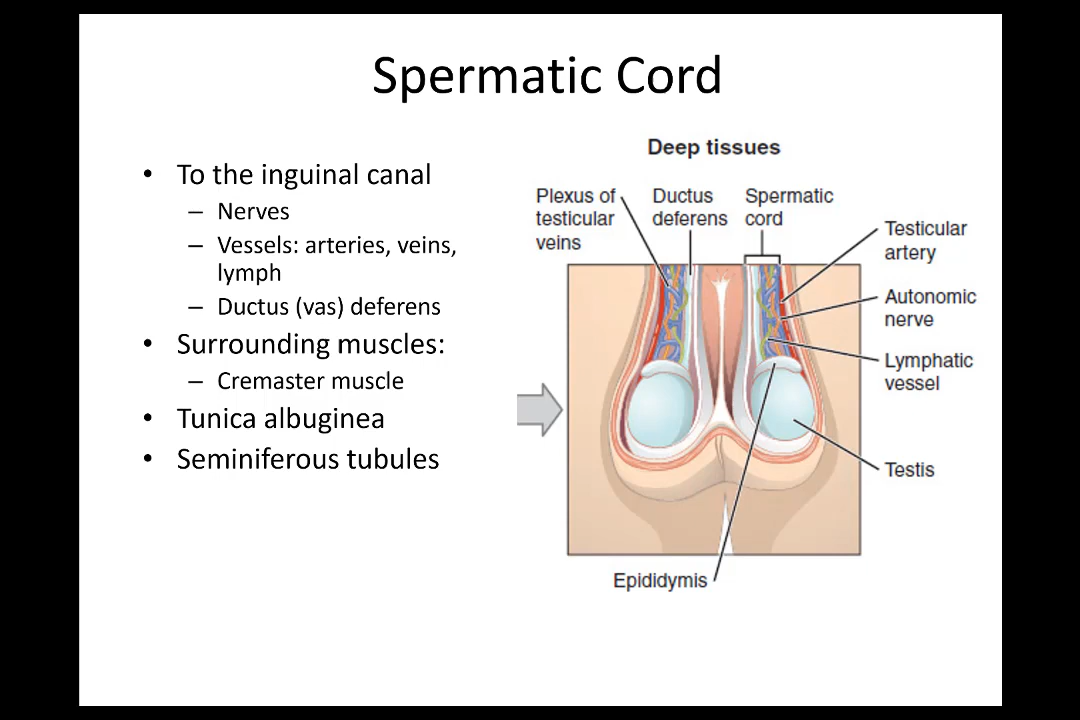 Spermatic Cord
• To the inguinal canal
– Nerves
– Vessels: arteries, veins,
lymph
– Ductus (vas) deferens
• Surrounding muscles:
– Cremaster muscle
• Tunica albuginea
• Seminiferous tubules
Deep tissues
Plexus of
testicular
veins
Ductus
deferens
Spermatic
cord
Testicular
artery
Autonomic
nerve
Lymphatic
vessel
Testis
Epididymis